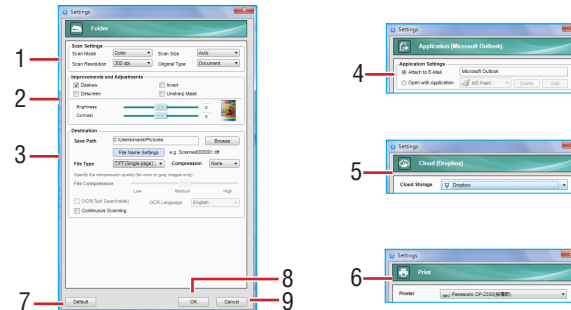 Settings
Folder
Scan Settings
Scan Mode Color Scan Size Auto
Scan Resolution 300 dpi Original Type Document
Improvements and Adjustments
Deskew Invert
Descreen Unsharp Mask
Brightness 0
Contrast 0
Destination
Save Path Browse
File Name Settings e.g. Scanned000001.tiff
File Type TIFF(Single-page) Compression None
Specify the compression quality (for color or gray images only).
File Compression
Low Medium High
OCR(Text Searchable) OCR Language English
Continuous Scanning
Default OK Cancel
1
2
3
7
8
9
Settings
Application (Microsoft Outlook)
Application Settings
Attach to E-Mail Microsoft Outlook
Open with Application MS Paint Delete Add
4
Settings
Cloud (Dropbox)
Cloud Storage Dropbox
5
Settings
Print
Printer Panasonic DP-2330
6